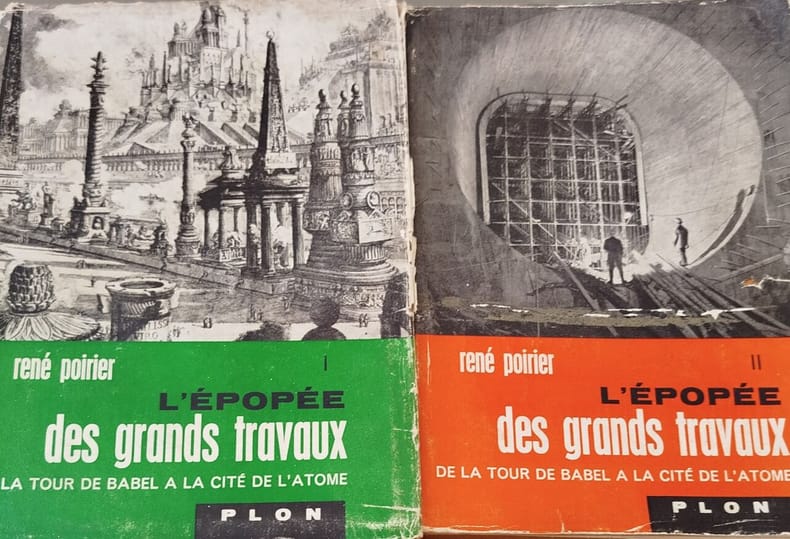 rené poirier I
L'ÉPOPÉE
des grands travaux
LA TOUR DE BABEL A LA CITÉ DE L'ATOME
PLON
rené poirier II
L'ÉPOPÉE
des grands travaux
DE LA TOUR DE BABEL A LA CITÉ DE L'ATOME
PLON